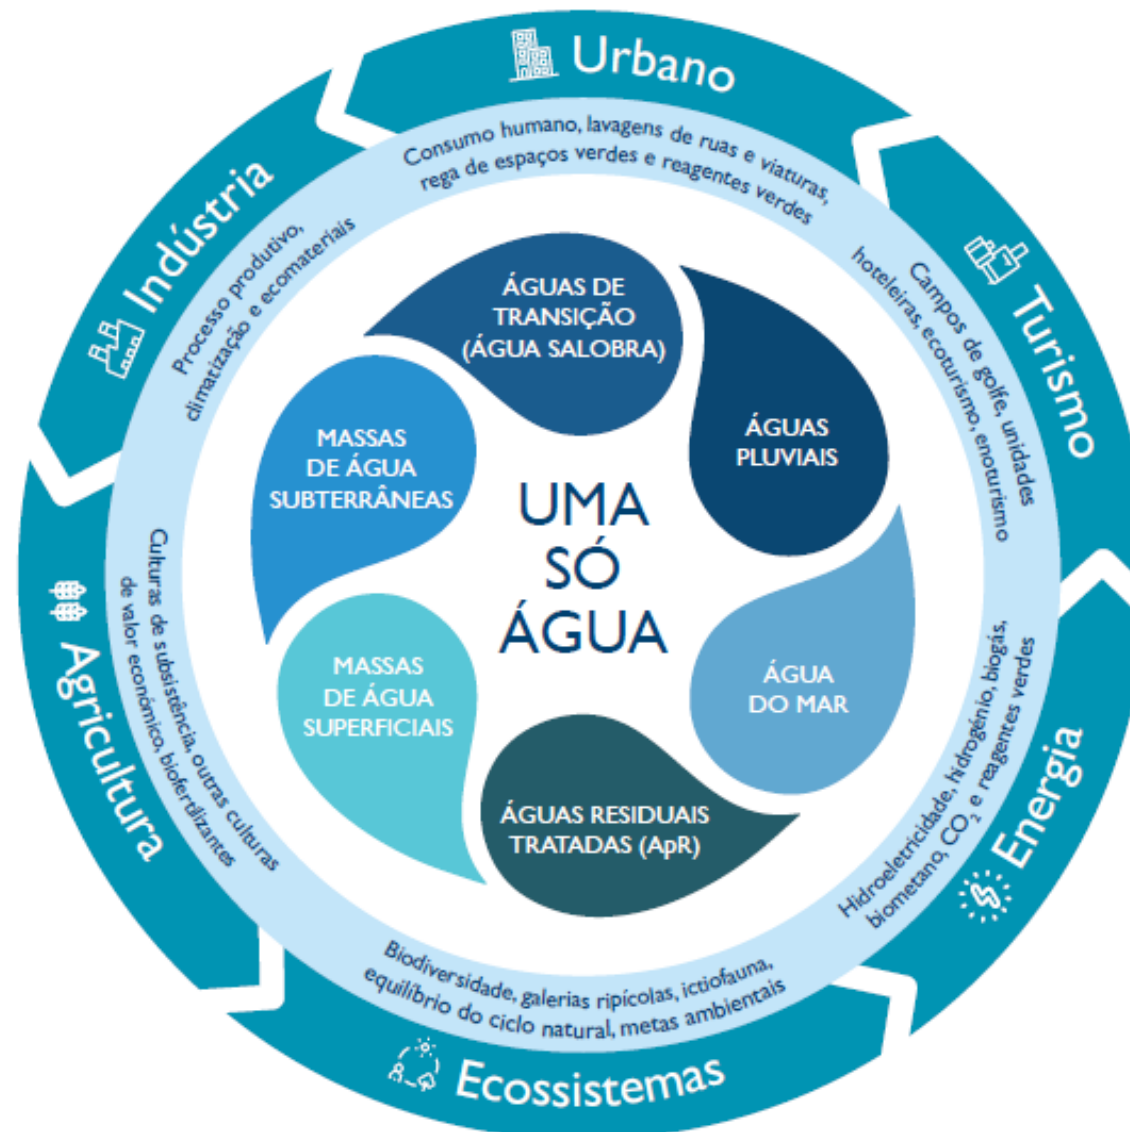 Urbano
Consumo humano, lavagens de ruas e viaturas,
rega de espaços verdes e reagentes verdes
Turismo
Campos de golfe, unidades
hoteleiras, ecoturismo, enoturismo
Energia
Hidroeletricidade, hidrogénio, biogás,
biometano, CO₂ e reagentes verdes
Ecossistemas
Biodiversidade, galerias ripícolas, ictiofauna,
equilíbrio do ciclo natural, metas ambientais
Agricultura
Culturas de subsistência, outras culturas
de valor económico, biofertilizantes
Indústria
Processo produtivo,
climatização e ecomateriais
ÁGUAS DE
TRANSIÇÃO
(ÁGUA SALOBRA)
ÁGUAS
PLUVIAIS
ÁGUA
DO MAR
ÁGUAS RESIDUAIS
TRATADAS (ApR)
MASSAS
DE ÁGUA
SUPERFICIAIS
MASSAS
DE ÁGUA
SUBTERRÂNEAS
UMA
SÓ
ÁGUA